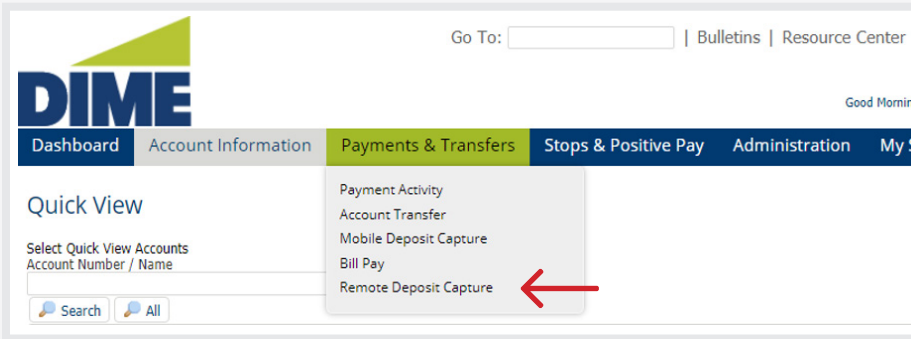 Go To: | Bulletins | Resource Center
DIME
Good Mornin
Dashboard Account Information Payments & Transfers Stops & Positive Pay Administration My S
Payment Activity
Account Transfer
Mobile Deposit Capture
Bill Pay
Remote Deposit Capture
Quick View
Select Quick View Accounts
Account Number / Name
Search All